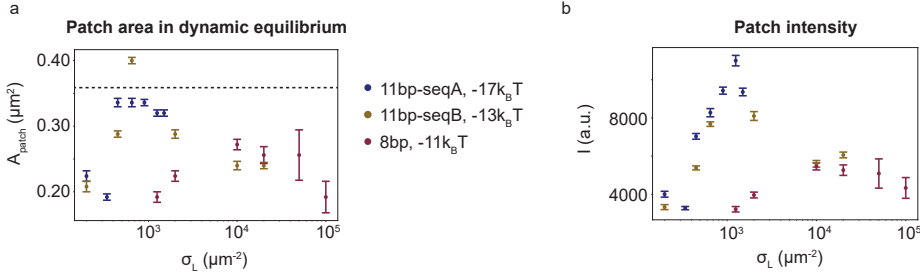 a
Patch area in dynamic equilibrium
0.40
0.30
0.20
A_patch (µm²)
10³
10⁴
10⁵
σ_L (µm⁻²)
11bp-seqA, -17k_BT
11bp-seqB, -13k_BT
8bp, -11k_BT
b
Patch intensity
8000
4000
I (a.u.)
10³
10⁴
10⁵
σ_L (µm⁻²)